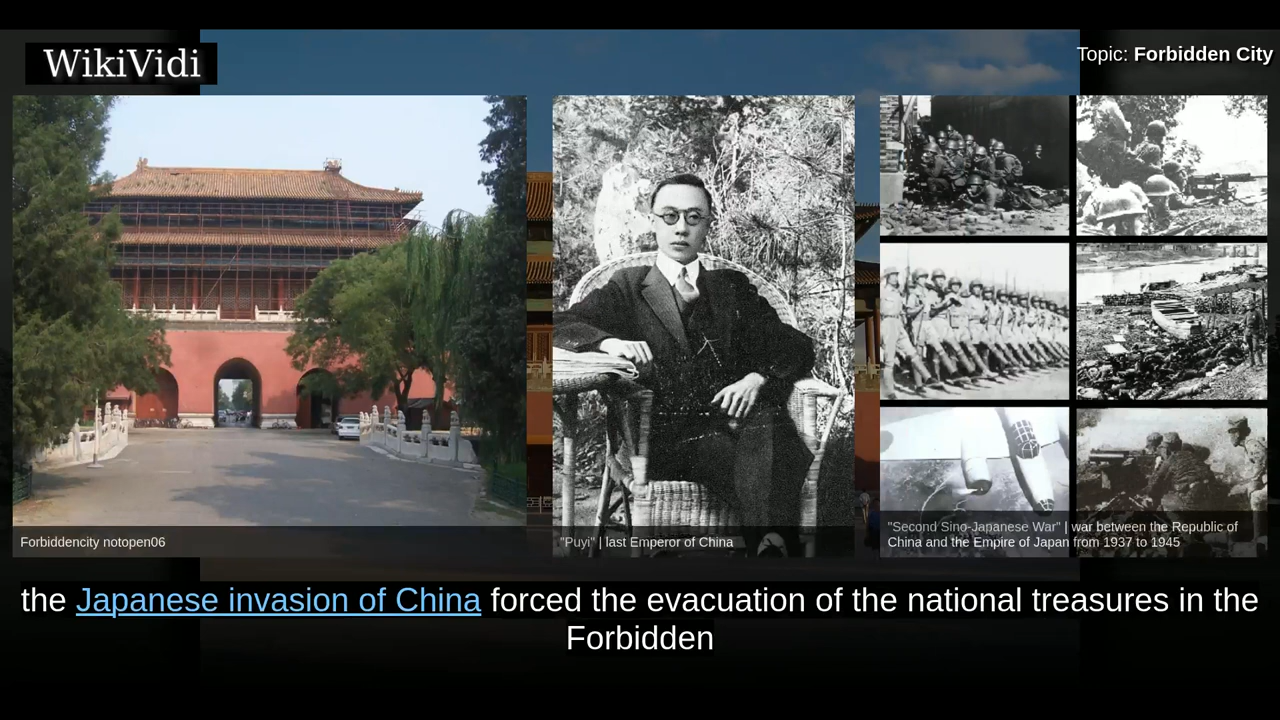 WikiVidi
Topic: Forbidden City
Forbiddencity notopen06
"Puyi" | last Emperor of China
"Second Sino-Japanese War" | war between the Republic of
China and the Empire of Japan from 1937 to 1945
the Japanese invasion of China forced the evacuation of the national treasures in the
Forbidden